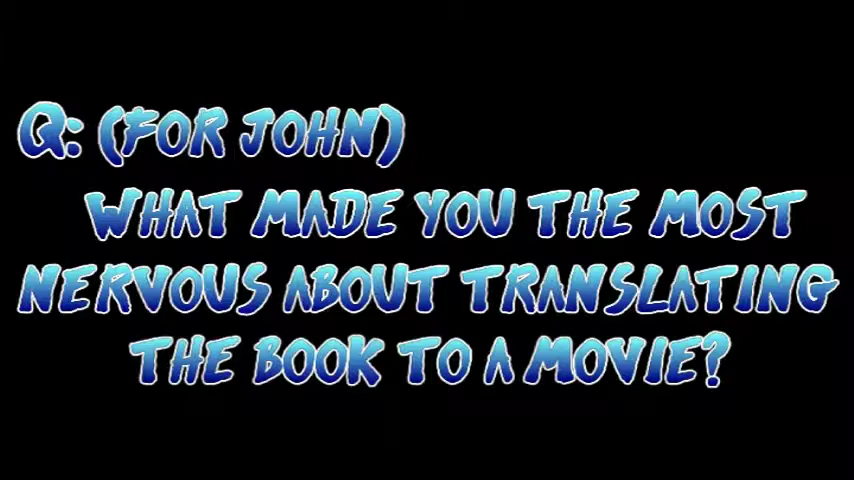 Q: (FOR JOHN)
WHAT MADE YOU THE MOST
NERVOUS ABOUT TRANSLATING
THE BOOK TO A MOVIE?